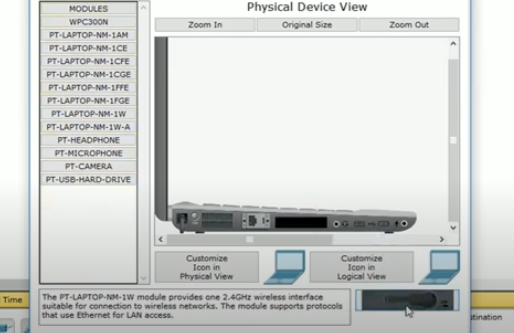 Physical Device View
MODULES
WPC300N
PT-LAPTOP-NM-1AM
PT-LAPTOP-NM-1CE
PT-LAPTOP-NM-1CFE
PT-LAPTOP-NM-1CGE
PT-LAPTOP-NM-1FFE
PT-LAPTOP-NM-1FGE
PT-LAPTOP-NM-1W
PT-LAPTOP-NM-1W-A
PT-HEADPHONE
PT-MICROPHONE
PT-CAMERA
PT-USB-HARD-DRIVE
Zoom In
Original Size
Zoom Out
Customize
Icon in
Physical View
Customize
Icon in
Logical View
The PT-LAPTOP-NM-1W module provides one 2.4GHz wireless interface
suitable for connection to wireless networks. The module supports protocols
that use Ethernet for LAN access.
Time
stination